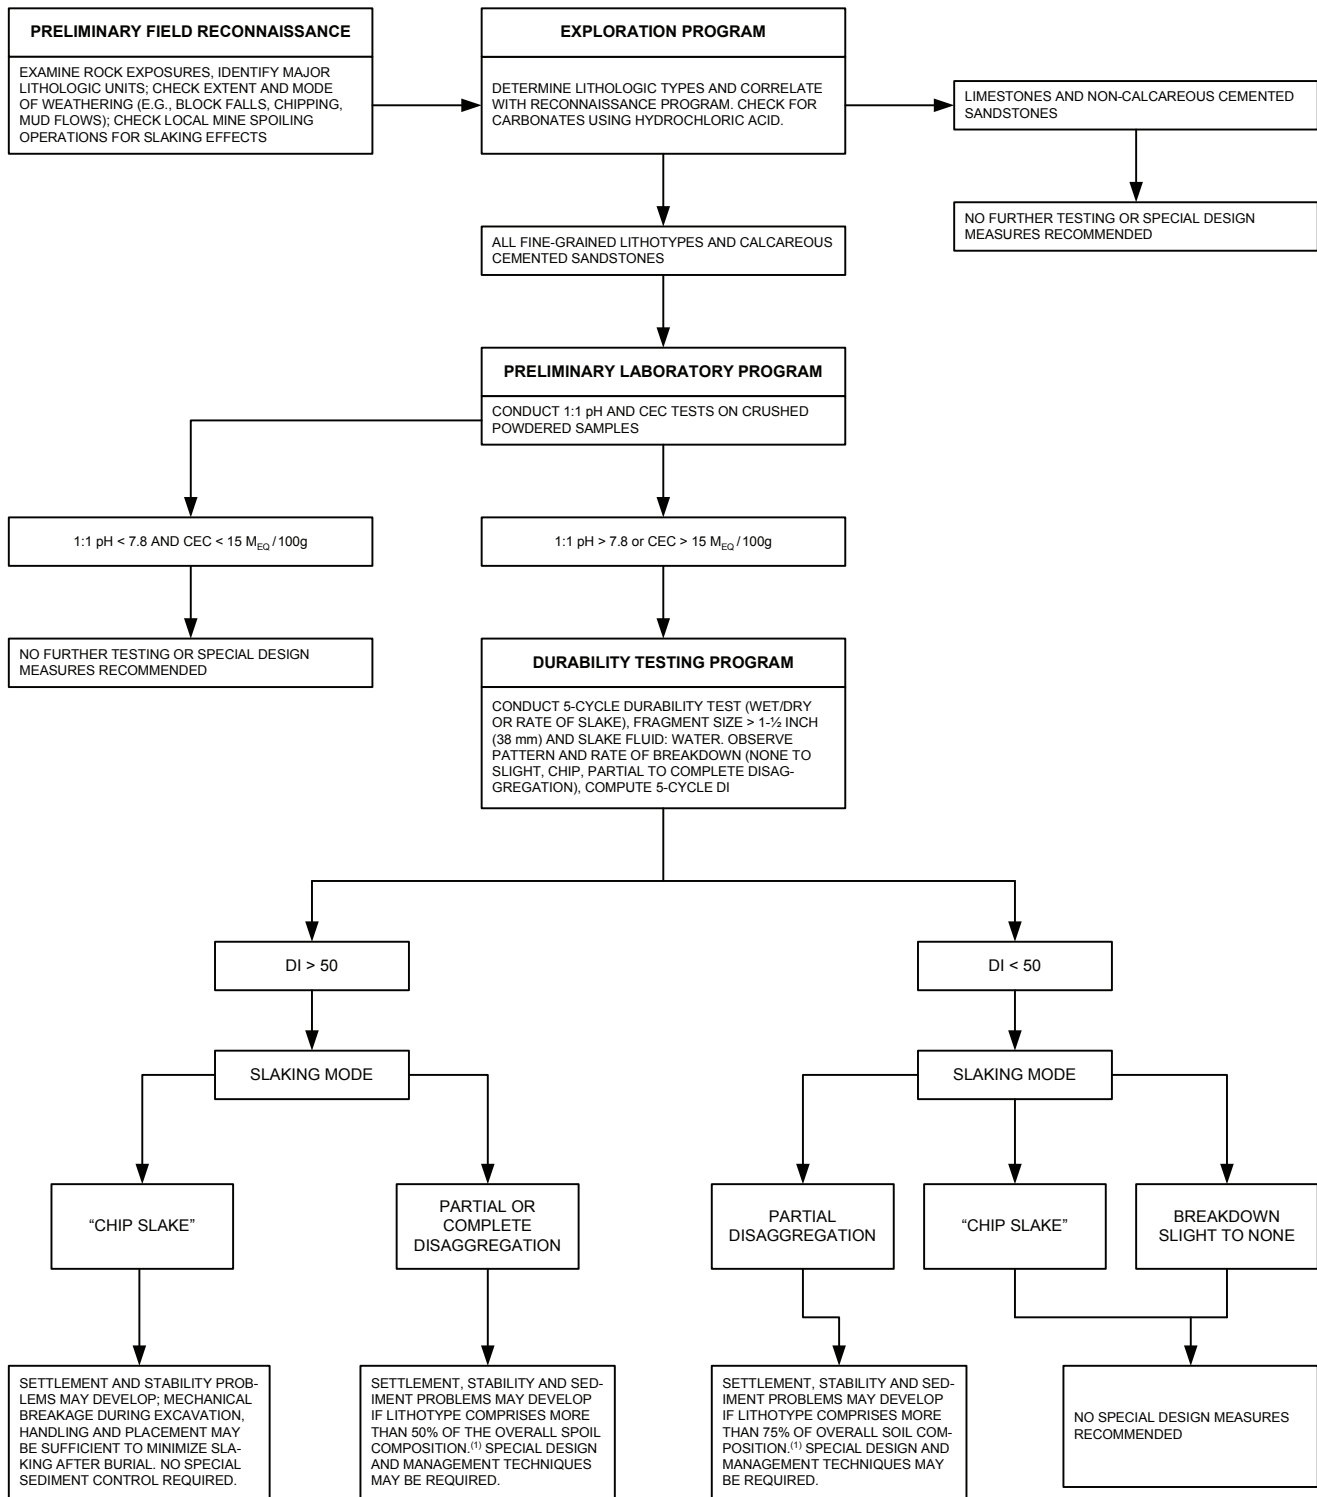 PRELIMINARY FIELD RECONNAISSANCE
EXAMINE ROCK EXPOSURES, IDENTIFY MAJOR
LITHOLOGIC UNITS; CHECK EXTENT AND MODE
OF WEATHERING (E.G., BLOCK FALLS, CHIPPING,
MUD FLOWS); CHECK LOCAL MINE SPOILING
OPERATIONS FOR SLAKING EFFECTS
EXPLORATION PROGRAM
DETERMINE LITHOLOGIC TYPES AND CORRELATE
WITH RECONNAISSANCE PROGRAM. CHECK FOR
CARBONATES USING HYDROCHLORIC ACID.
LIMESTONES AND NON-CALCAREOUS CEMENTED
SANDSTONES
NO FURTHER TESTING OR SPECIAL DESIGN
MEASURES RECOMMENDED
ALL FINE-GRAINED LITHOTYPES AND CALCAREOUS
CEMENTED SANDSTONES
PRELIMINARY LABORATORY PROGRAM
CONDUCT 1:1 pH AND CEC TESTS ON CRUSHED
POWDERED SAMPLES
1:1 pH < 7.8 AND CEC < 15 M_EQ / 100g
1:1 pH > 7.8 or CEC > 15 M_EQ / 100g
NO FURTHER TESTING OR SPECIAL DESIGN
MEASURES RECOMMENDED
DURABILITY TESTING PROGRAM
CONDUCT 5-CYCLE DURABILITY TEST (WET/DRY
OR RATE OF SLAKE), FRAGMENT SIZE > 1-½ INCH
(38 mm) AND SLAKE FLUID: WATER. OBSERVE
PATTERN AND RATE OF BREAKDOWN (NONE TO
SLIGHT, CHIP, PARTIAL TO COMPLETE DISAG-
GREGATION), COMPUTE 5-CYCLE DI
DI > 50
DI < 50
SLAKING MODE
SLAKING MODE
“CHIP SLAKE”
PARTIAL OR
COMPLETE
DISAGGREGATION
PARTIAL
DISAGGREGATION
“CHIP SLAKE”
BREAKDOWN
SLIGHT TO NONE
SETTLEMENT AND STABILITY PROB-
LEMS MAY DEVELOP; MECHANICAL
BREAKAGE DURING EXCAVATION,
HANDLING AND PLACEMENT MAY
BE SUFFICIENT TO MINIMIZE SLA-
KING AFTER BURIAL. NO SPECIAL
SEDIMENT CONTROL REQUIRED.
SETTLEMENT, STABILITY AND SED-
IMENT PROBLEMS MAY DEVELOP
IF LITHOTYPE COMPRISES MORE
THAN 50% OF THE OVERALL SPOIL
COMPOSITION.(1) SPECIAL DESIGN
AND MANAGEMENT TECHNIQUES
MAY BE REQUIRED.
SETTLEMENT, STABILITY AND SED-
IMENT PROBLEMS MAY DEVELOP
IF LITHOTYPE COMPRISES MORE
THAN 75% OF OVERALL SOIL COM-
POSITION.(1) SPECIAL DESIGN AND
MANAGEMENT TECHNIQUES MAY
BE REQUIRED.
NO SPECIAL DESIGN MEASURES
RECOMMENDED